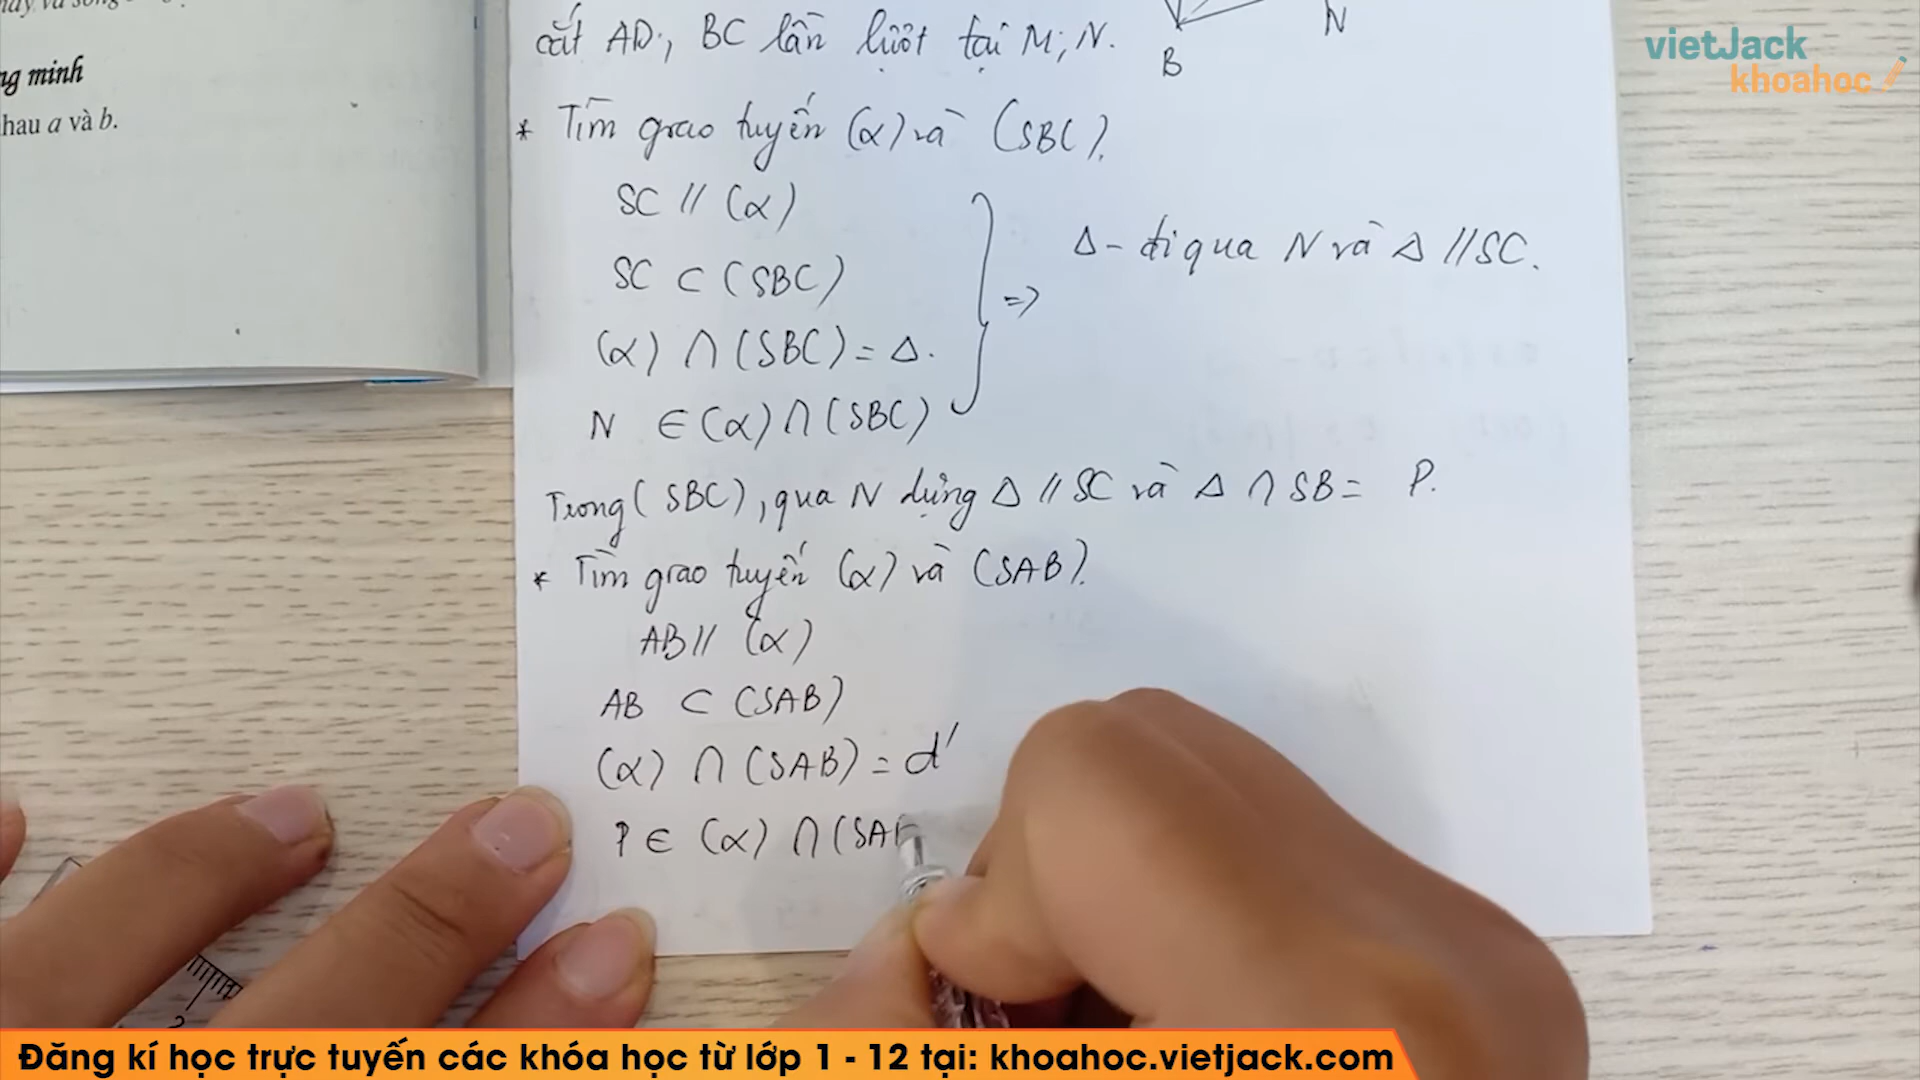 ng minh
hau a và b.
cắt AD, BC lần lượt tại M; N.
B
N
vietJack
khoahoc
* Tìm giao tuyến (α) và (SBC).
SC // (α)
SC ⊂ (SBC)
(α) ∩ (SBC) = Δ.
N ∈ (α) ∩ (SBC)
=> Δ - đi qua N và Δ // SC.
Trong (SBC), qua N dựng Δ // SC và Δ ∩ SB = P.
* Tìm giao tuyến (α) và (SAB).
AB // (α)
AB ⊂ (SAB)
(α) ∩ (SAB) = d'
P ∈ (α) ∩ (SA
2
Đăng kí học trực tuyến các khóa học từ lớp 1 - 12 tại: khoahoc.vietjack.com